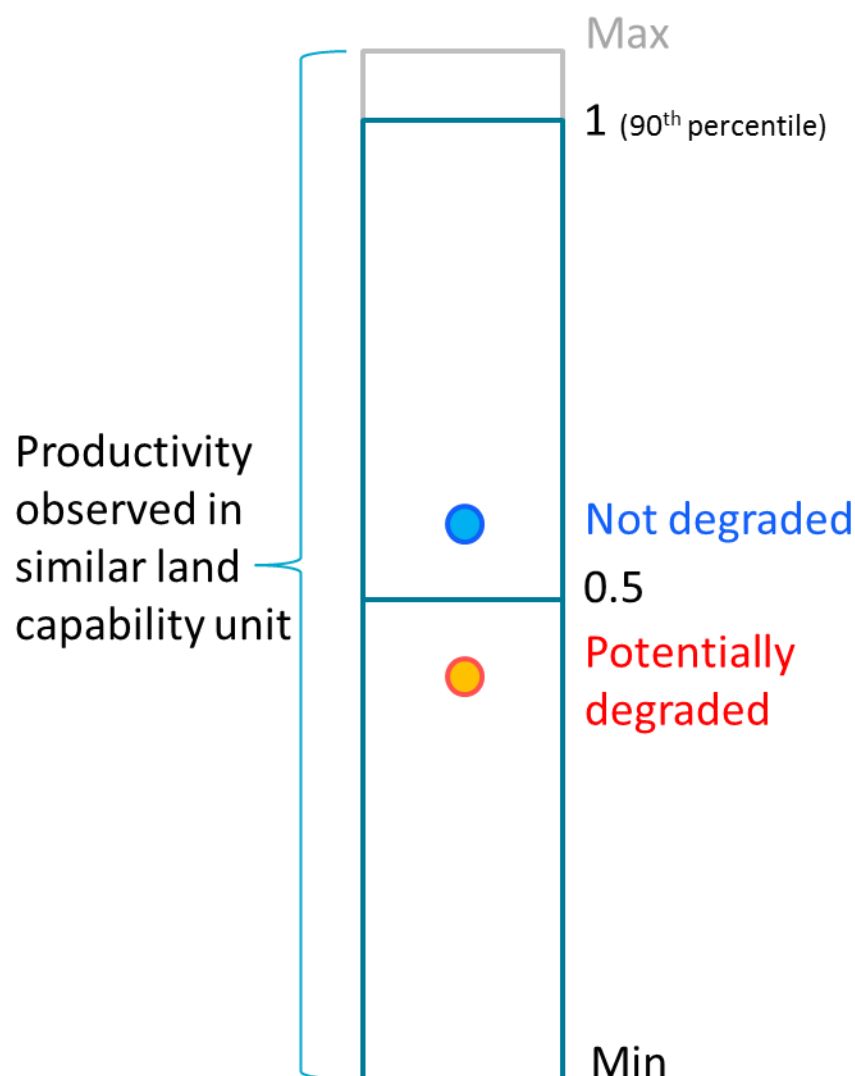 Max
1 (90th percentile)
Productivity
observed in
similar land
capability unit
Not degraded
0.5
Potentially
degraded
Min